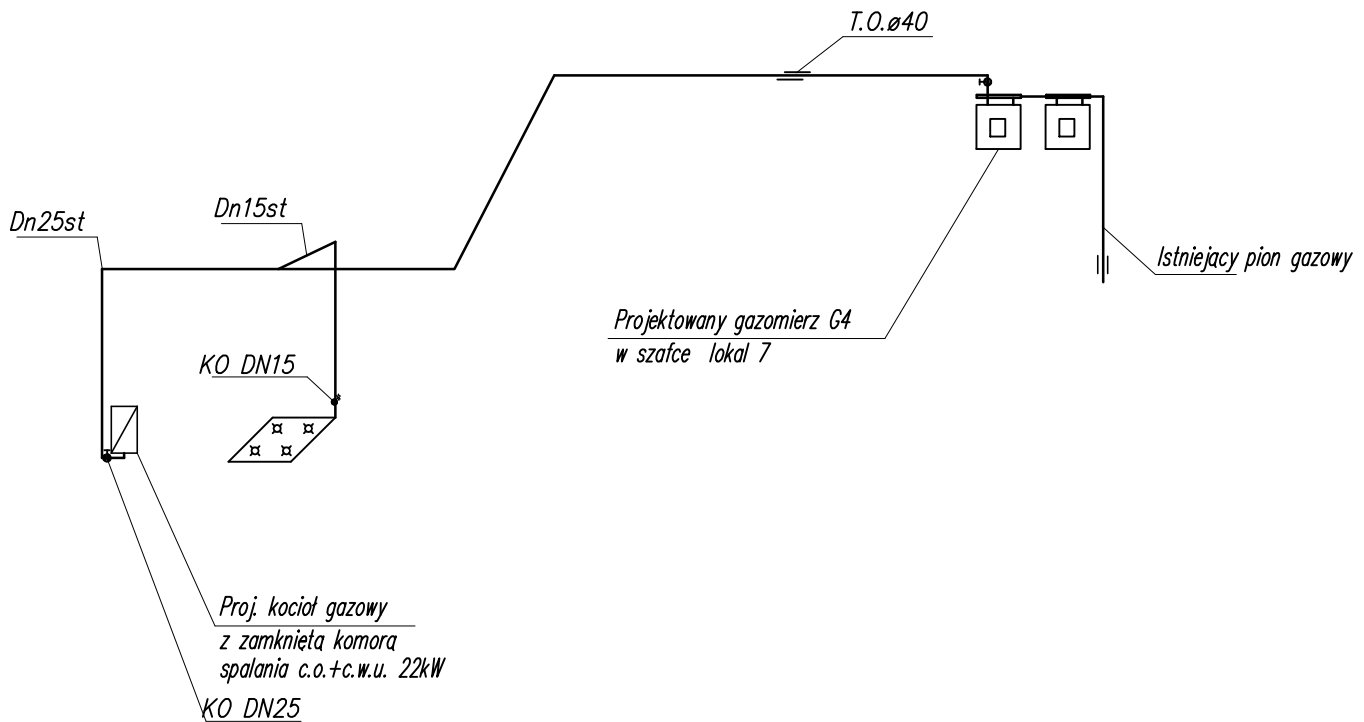 T.O.ø40
Dn15st
Dn25st
Istniejący pion gazowy
Projektowany gazomierz G4
w szafce lokal 7
KO DN15
Proj. kocioł gazowy
z zamkniętą komorą
spalania c.o.+c.w.u. 22kW
KO DN25